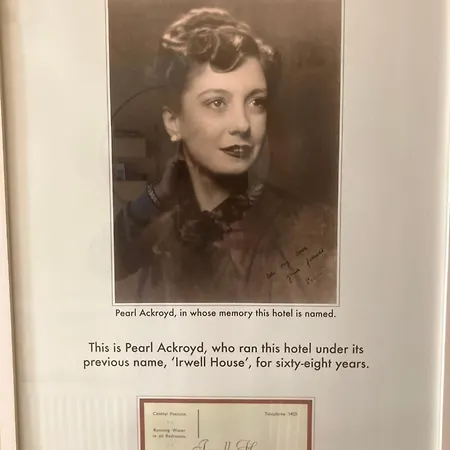 Pearl Ackroyd, in whose memory this hotel is named.
This is Pearl Ackroyd, who ran this hotel under its
previous name, ‘Irwell House’, for sixty-eight years.
Central Position. Telephone 1425
Running Water
in all Bedrooms.